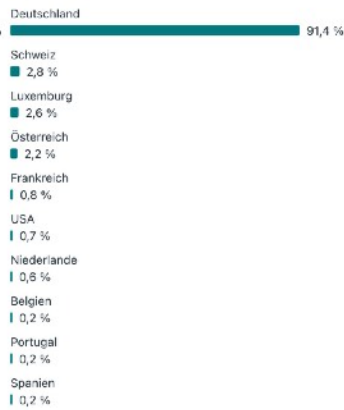 Deutschland
91,4 %
Schweiz
2,8 %
Luxemburg
2,6 %
Österreich
2,2 %
Frankreich
0,8 %
USA
0,7 %
Niederlande
0,6 %
Belgien
0,2 %
Portugal
0,2 %
Spanien
0,2 %